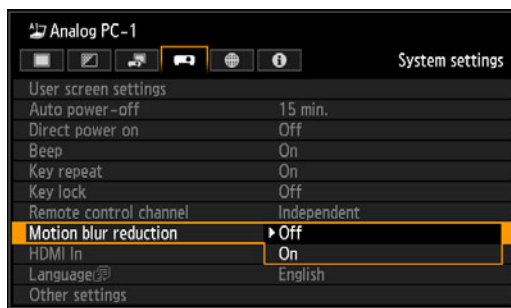 Analog PC-1
System settings
User screen settings
Auto power-off 15 min.
Direct power on Off
Beep On
Key repeat On
Key lock Off
Remote control channel Independent
Motion blur reduction Off
HDMI In On
Language English
Other settings